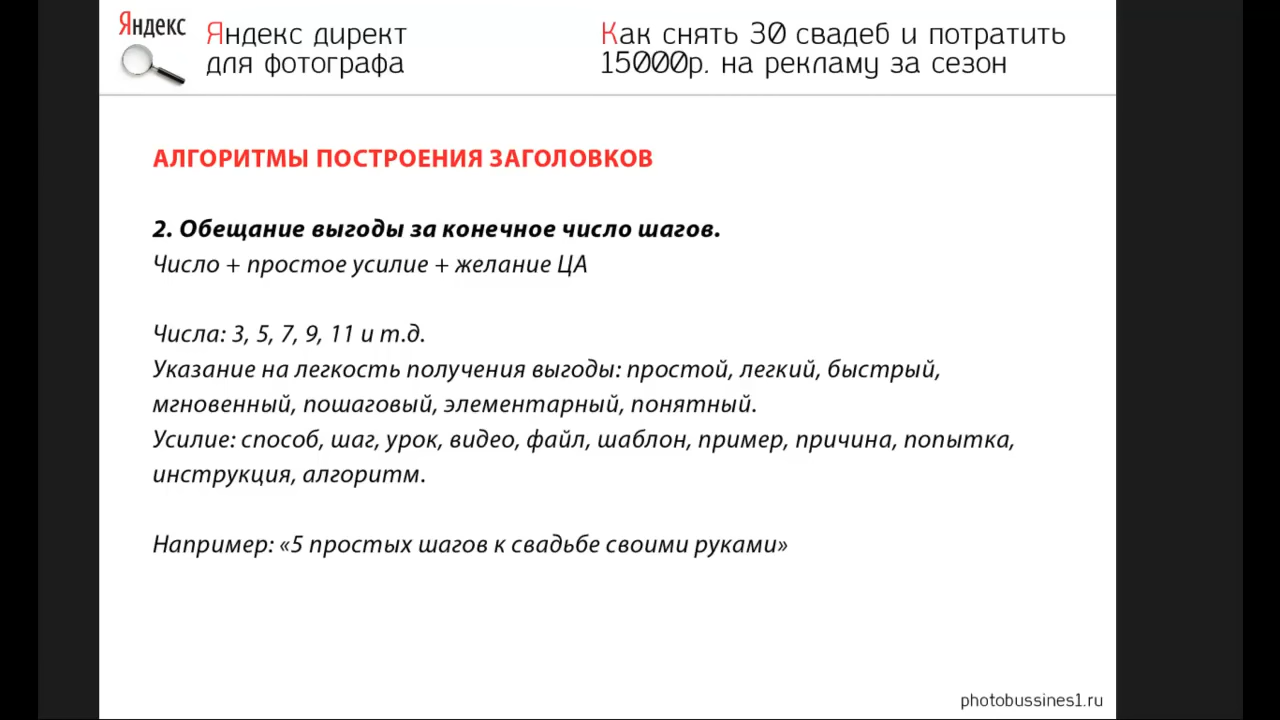 Яндекс
Яндекс директ
для фотографа
Как снять 30 свадеб и потратить
15000р. на рекламу за сезон
АЛГОРИТМЫ ПОСТРОЕНИЯ ЗАГОЛОВКОВ
2. Обещание выгоды за конечное число шагов.
Число + простое усилие + желание ЦА
Числа: 3, 5, 7, 9, 11 и т.д.
Указание на легкость получения выгоды: простой, легкий, быстрый,
мгновенный, пошаговый, элементарный, понятный.
Усилие: способ, шаг, урок, видео, файл, шаблон, пример, причина, попытка,
инструкция, алгоритм.
Например: «5 простых шагов к свадьбе своими руками»
photobussines1.ru